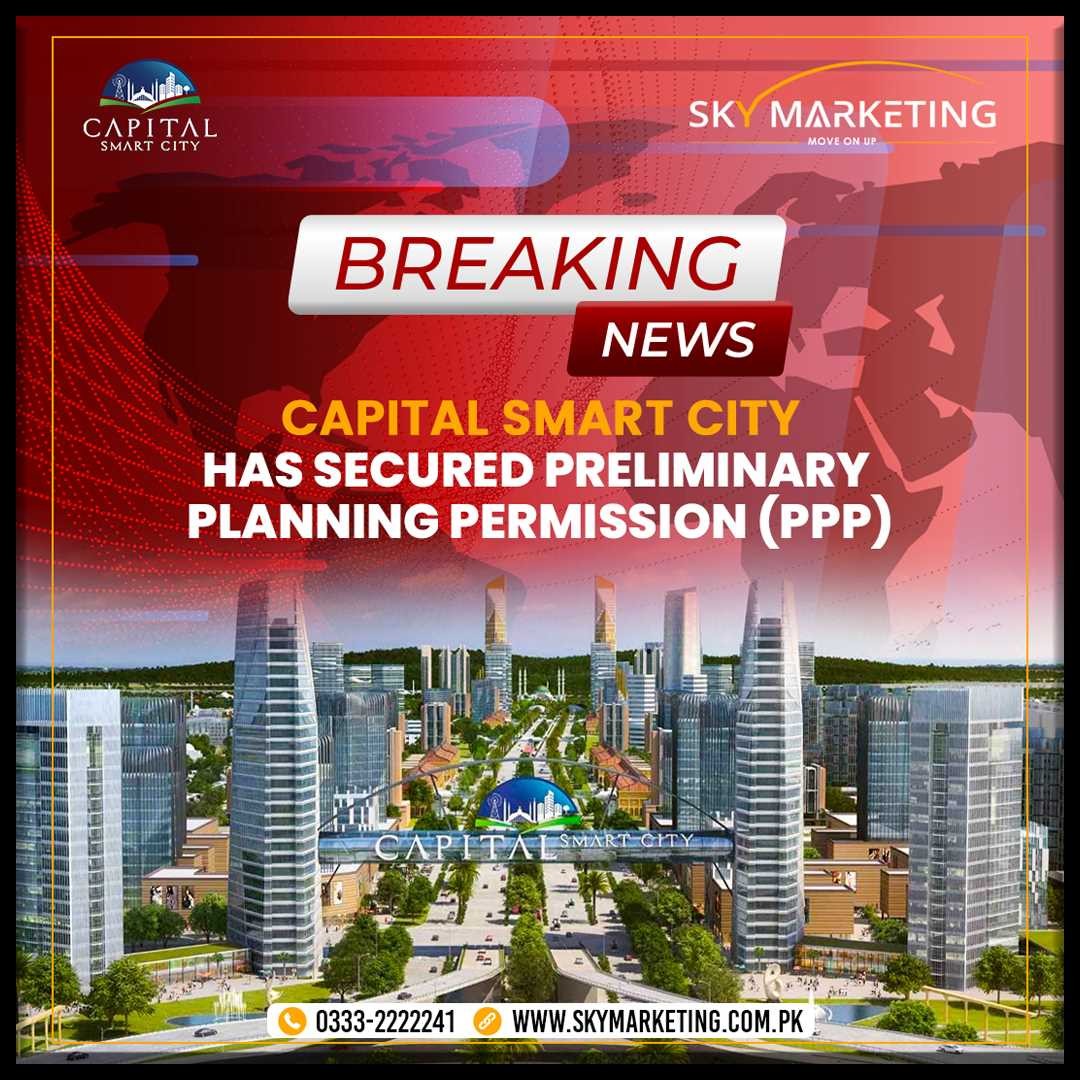 CAPITAL
SMART CITY
SKY MARKETING
MOVE ON UP
BREAKING
NEWS
CAPITAL SMART CITY
HAS SECURED PRELIMINARY
PLANNING PERMISSION (PPP)
CAPITAL SMART CITY
0333-2222241 WWW.SKYMARKETING.COM.PK